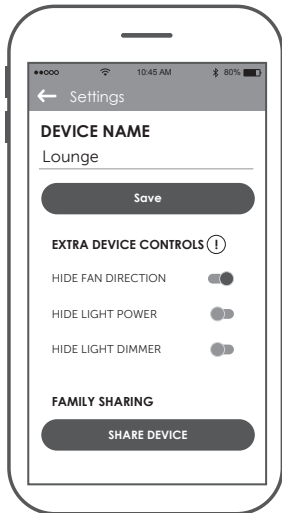 10:45 AM 80%
Settings
DEVICE NAME
Lounge
Save
EXTRA DEVICE CONTROLS !
HIDE FAN DIRECTION
HIDE LIGHT POWER
HIDE LIGHT DIMMER
FAMILY SHARING
SHARE DEVICE